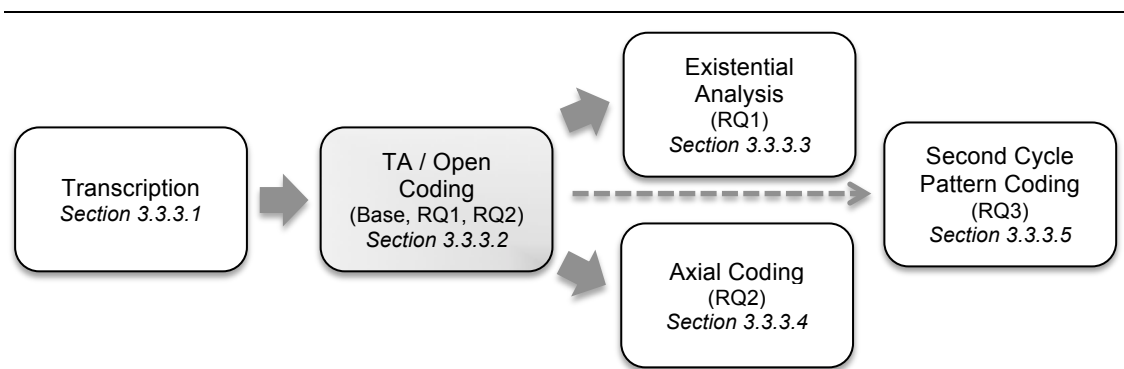 Transcription
Section 3.3.3.1
TA / Open
Coding
(Base, RQ1, RQ2)
Section 3.3.3.2
Existential
Analysis
(RQ1)
Section 3.3.3.3
Axial Coding
(RQ2)
Section 3.3.3.4
Second Cycle
Pattern Coding
(RQ3)
Section 3.3.3.5